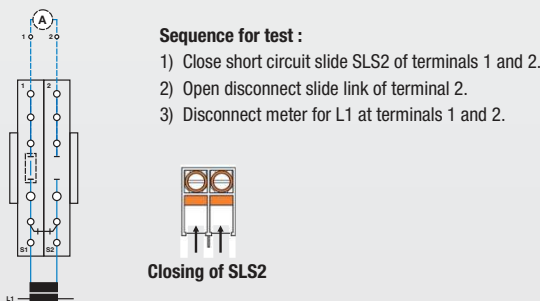 A
1 2
Sequence for test :
1) Close short circuit slide SLS2 of terminals 1 and 2.
2) Open disconnect slide link of terminal 2.
3) Disconnect meter for L1 at terminals 1 and 2.
1 2
S1 S2
Closing of SLS2
L1